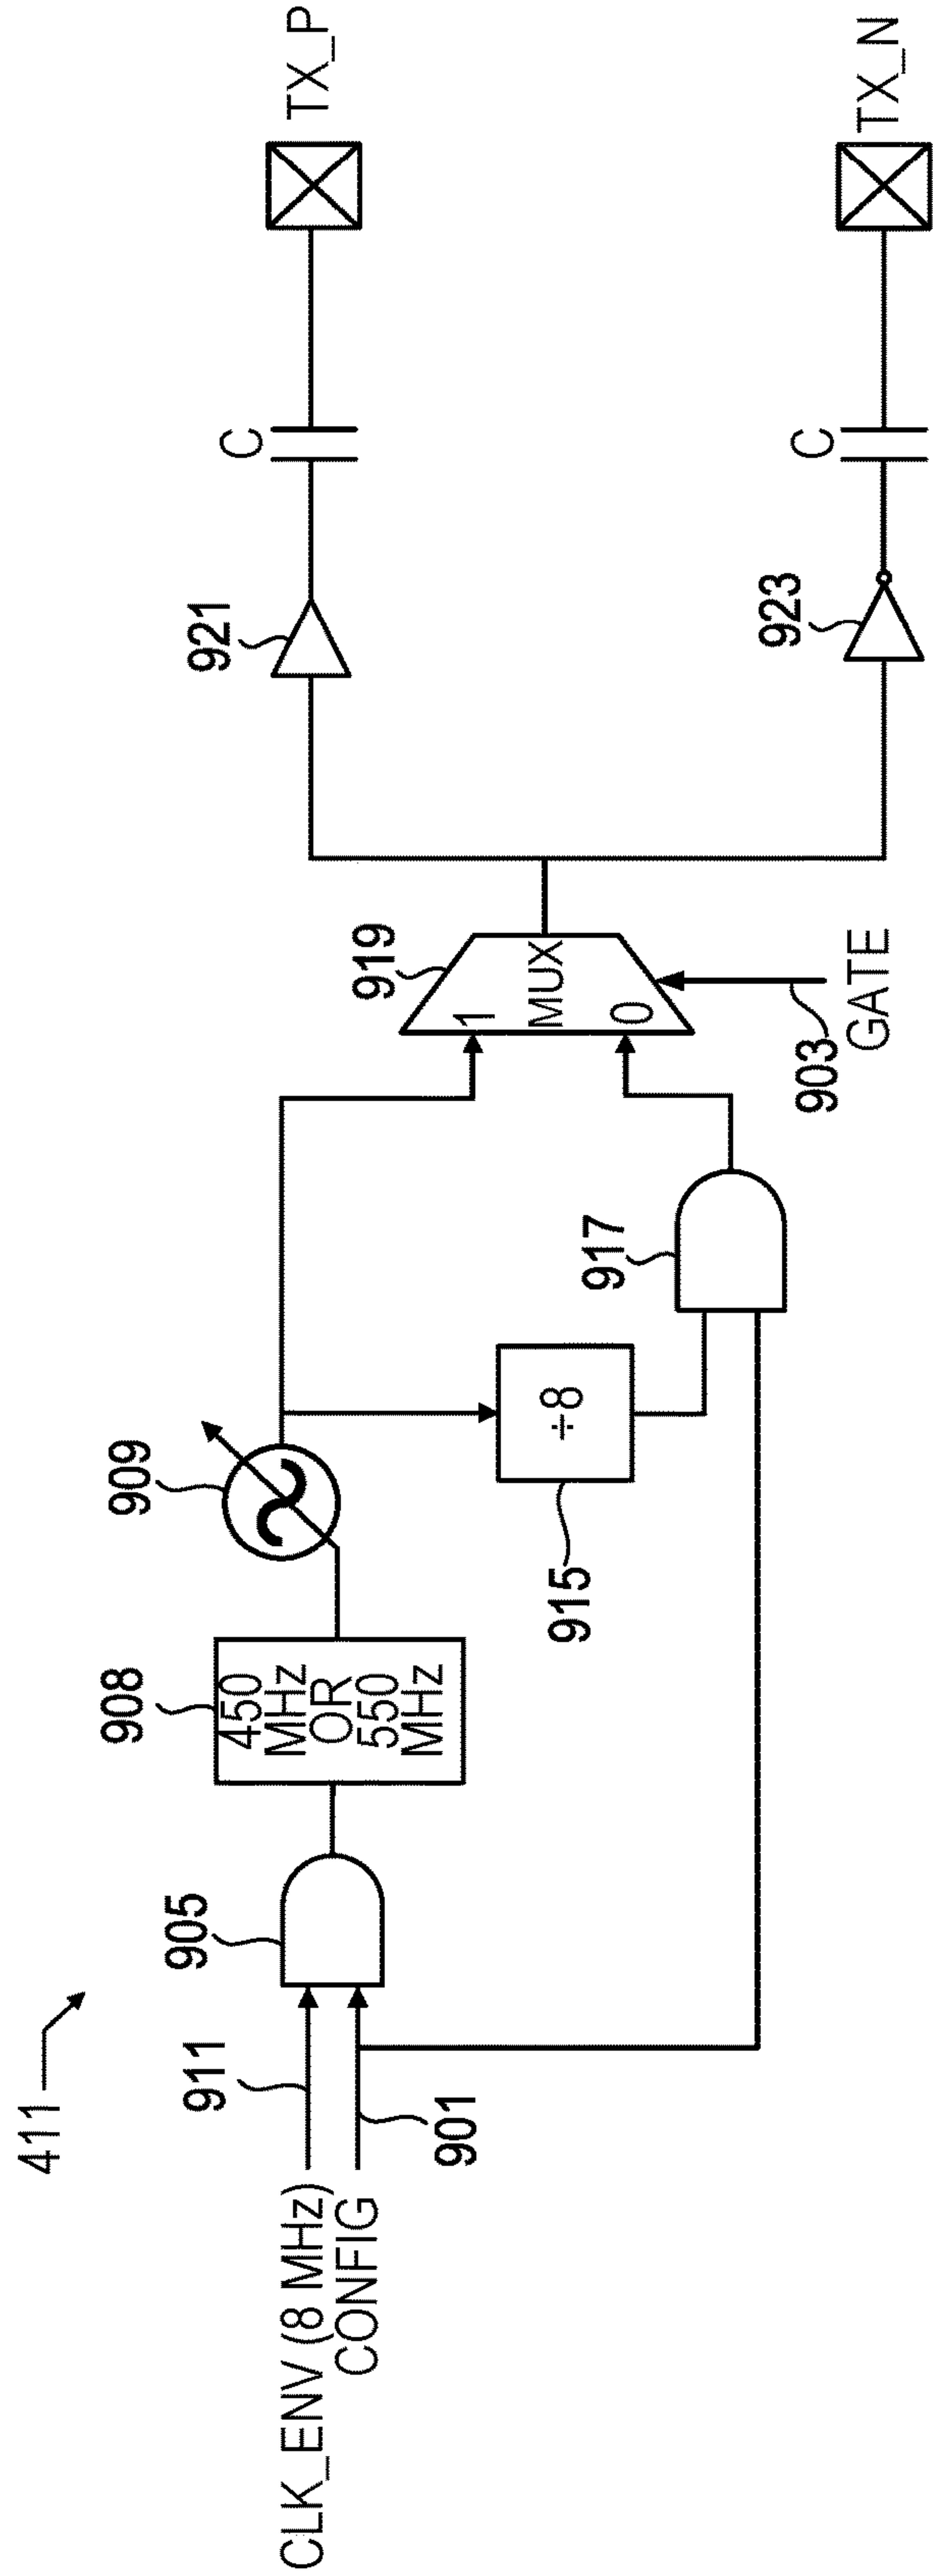 411
CLK_ENV (8 MHz)
CONFIG
911
901
905
908
450
MHz
OR
550
MHz
909
915
÷8
917
919
1
MUX
0
903
GATE
921
C
TX_P
923
C
TX_N